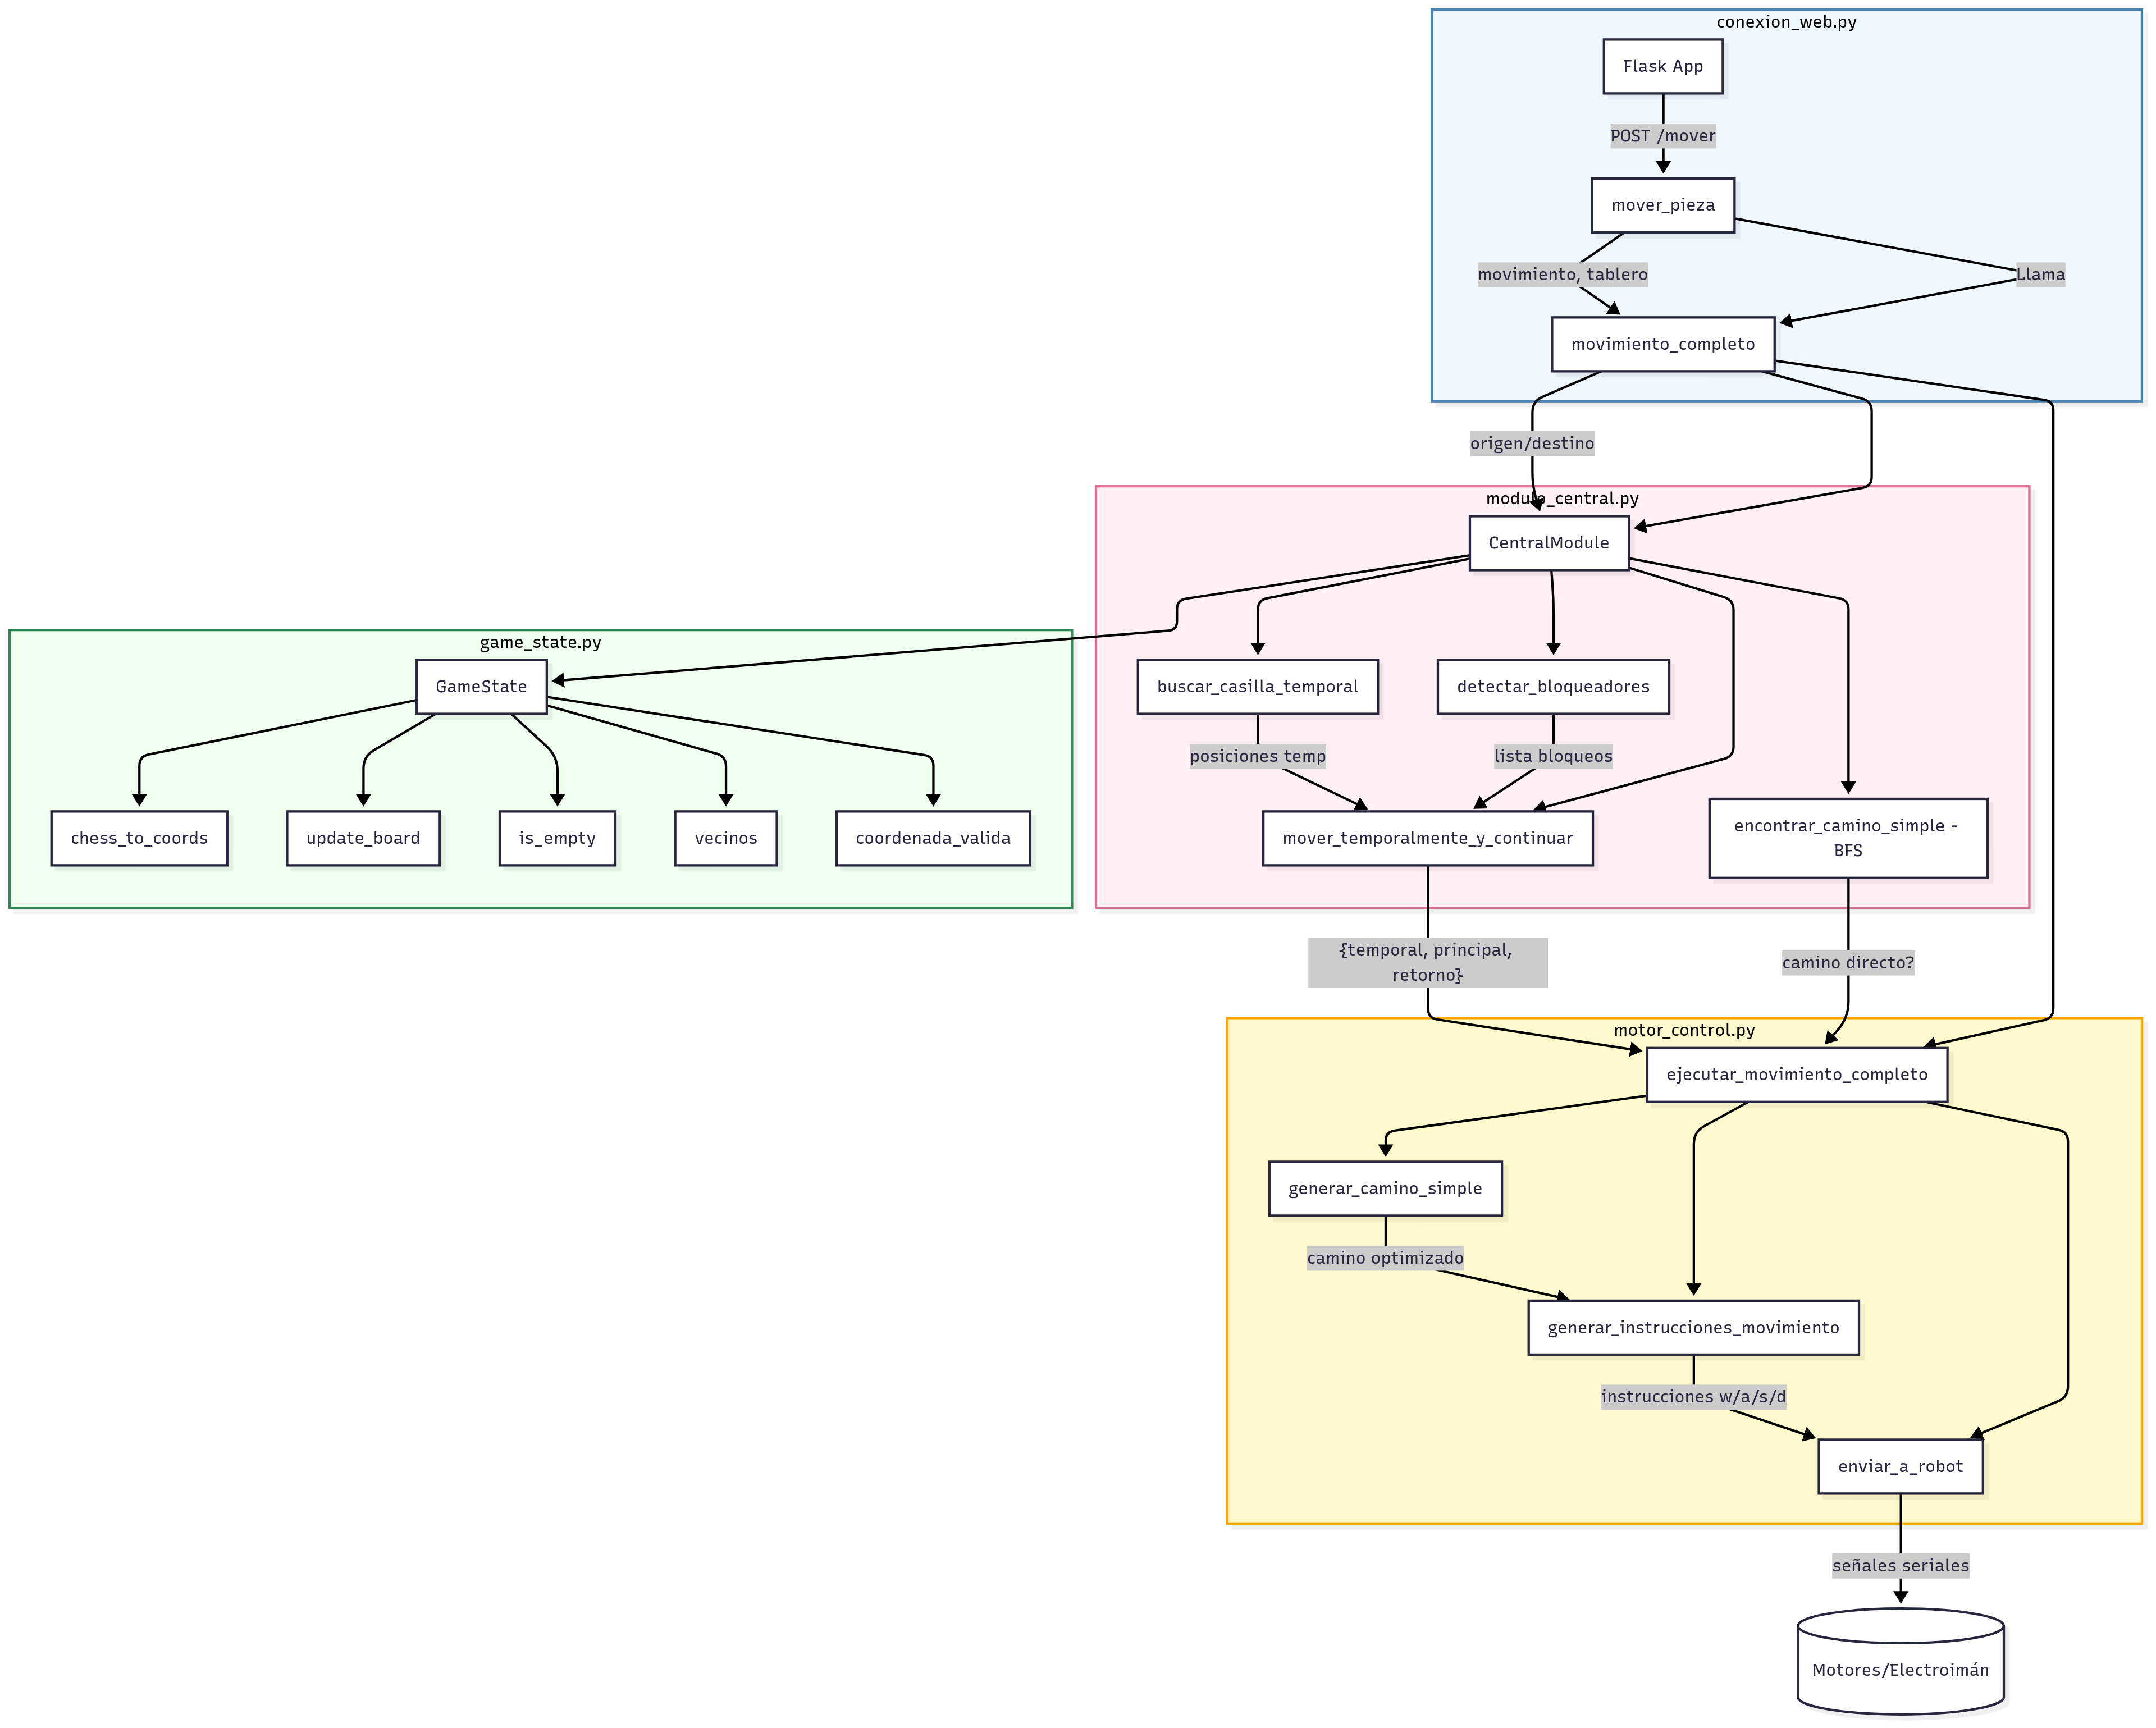 conexion_web.py
Flask App
POST /mover
mover_pieza
movimiento, tablero
Llama
movimiento_completo
origen/destino
modulo_central.py
CentralModule
game_state.py
GameState
buscar_casilla_temporal
detectar_bloqueadores
posiciones temp
lista bloqueos
chess_to_coords
update_board
is_empty
vecinos
coordenada_valida
mover_temporalmente_y_continuar
encontrar_camino_simple -
BFS
{temporal, principal,
retorno}
camino directo?
motor_control.py
ejecutar_movimiento_completo
generar_camino_simple
camino optimizado
generar_instrucciones_movimiento
instrucciones w/a/s/d
enviar_a_robot
señales seriales
Motores/Electroimán